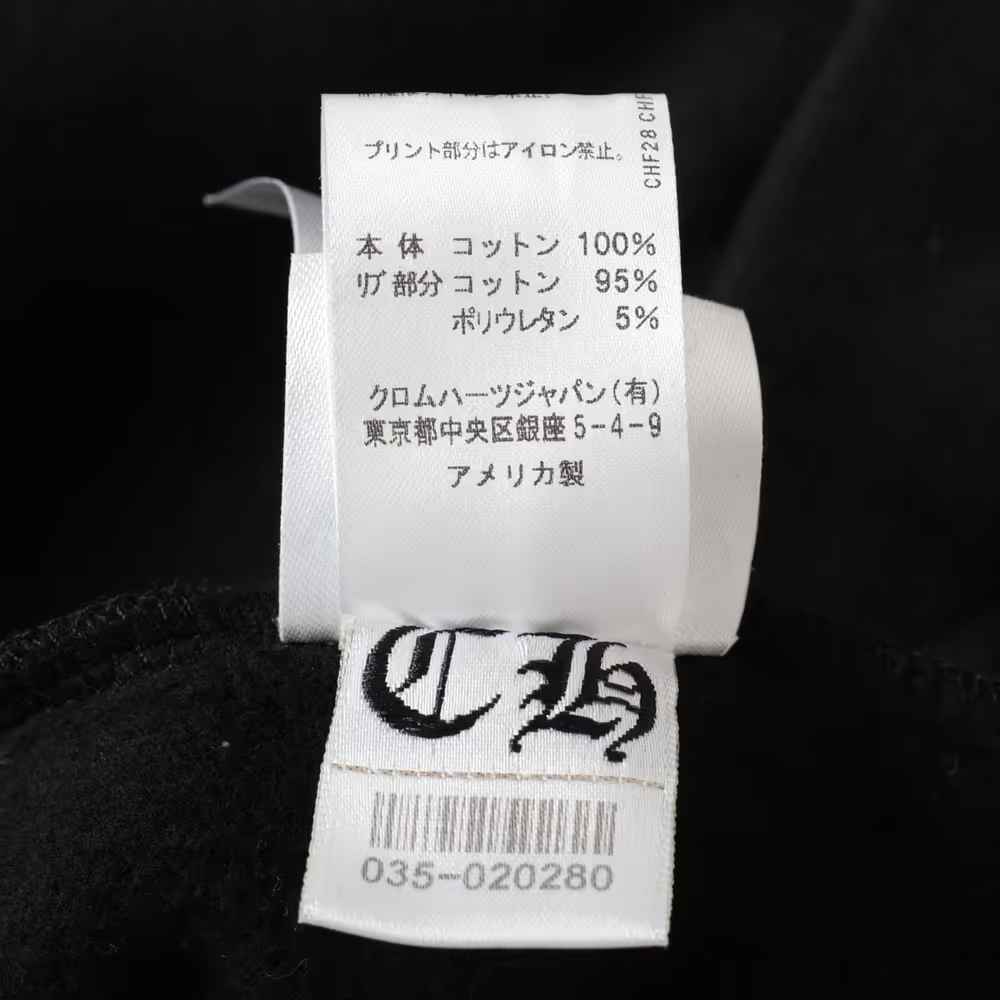 プリント部分はアイロン禁止。
CHF28 CHF
本体 コットン 100%
リブ部分 コットン 95%
ポリウレタン 5%
クロムハーツジャパン(有)
東京都中央区銀座5-4-9
アメリカ製
CH
035-020280